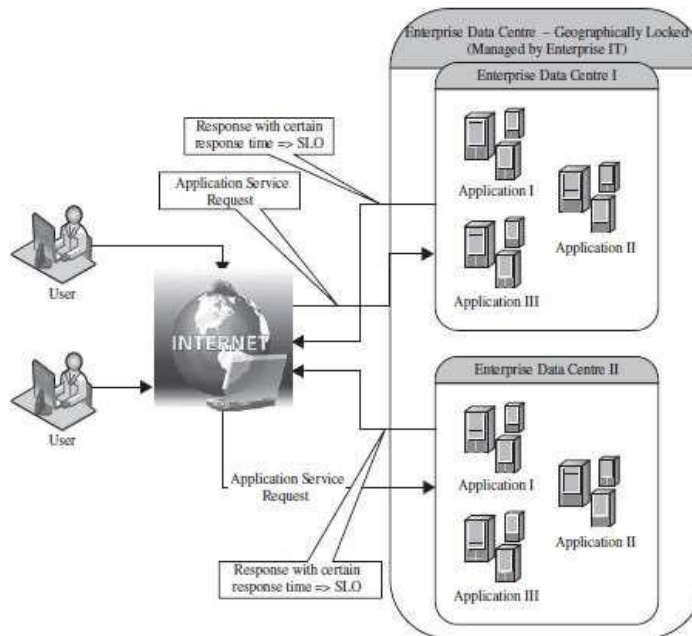 Enterprise Data Centre – Geographically Locked
(Managed by Enterprise IT)
Enterprise Data Centre I
Response with certain
response time => SLO
Application Service
Request
Application I
Application II
Application III
User
INTERNET
User
Enterprise Data Centre II
Application Service
Request
Application I
Application II
Application III
Response with certain
response time => SLO